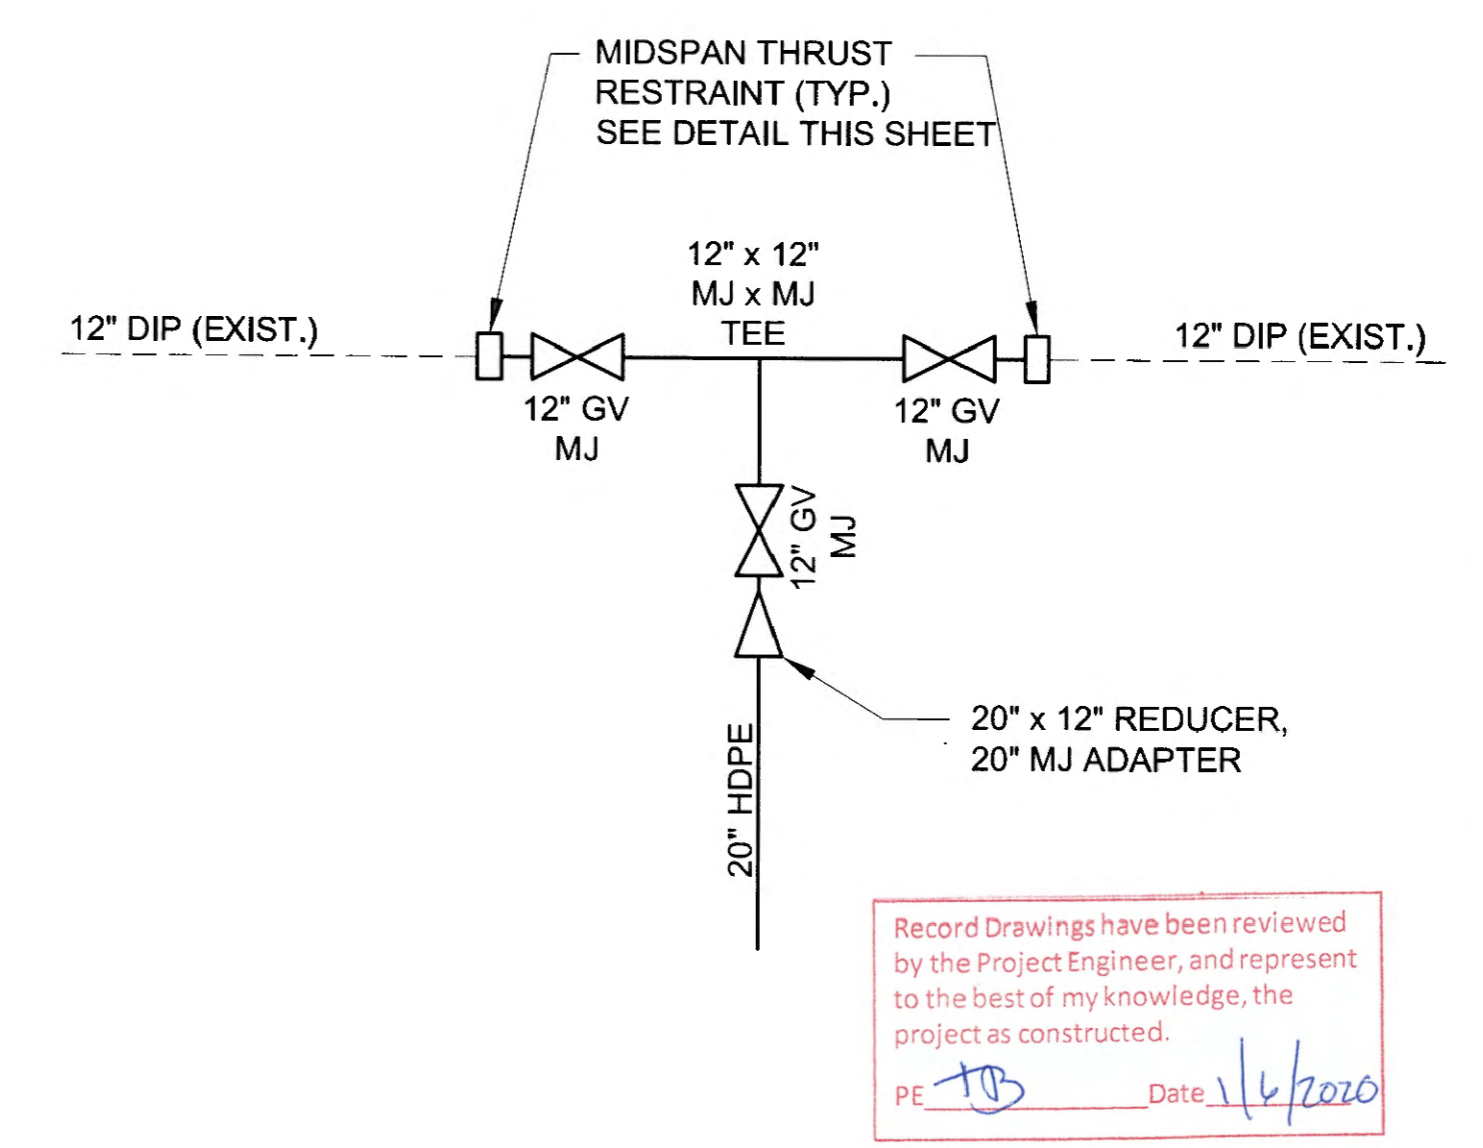 MIDSPAN THRUST
RESTRAINT (TYP.)
SEE DETAIL THIS SHEET
12" x 12"
MJ x MJ
TEE
12" DIP (EXIST.)
12" DIP (EXIST.)
12" GV
MJ
12" GV
MJ
12" GV
MJ
20" x 12" REDUCER,
20" MJ ADAPTER
20" HDPE
Record Drawings have been reviewed
by the Project Engineer, and represent
to the best of my knowledge, the
project as constructed.
PE TB Date 1/6/2020